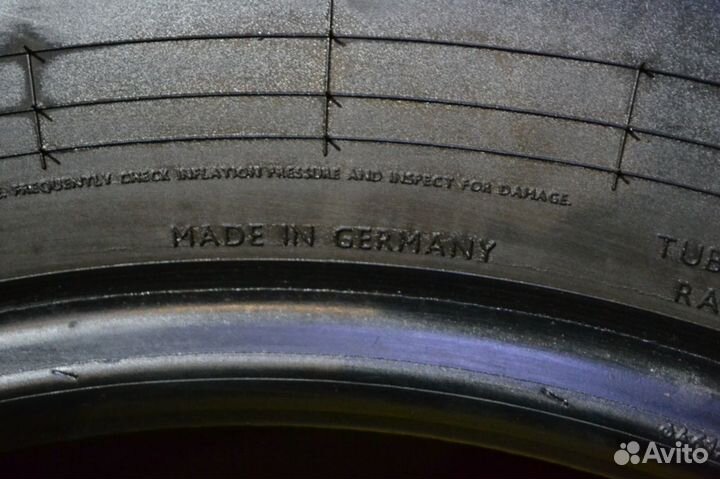 FREQUENTLY CHECK INFLATION PRESSURE AND INSPECT FOR DAMAGE.
MADE IN GERMANY
TUB
RA
Avito